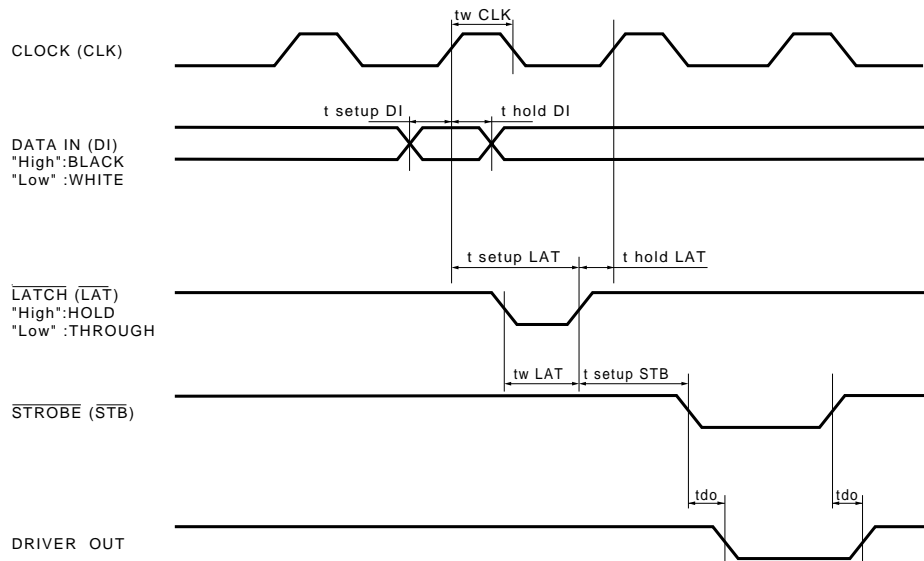 tw CLK
CLOCK (CLK)
t setup DI
t hold DI
DATA IN (DI)
"High":BLACK
"Low" :WHITE
t setup LAT
t hold LAT
LATCH (LAT)
"High":HOLD
"Low" :THROUGH
tw LAT
t setup STB
STROBE (STB)
tdo
tdo
DRIVER OUT